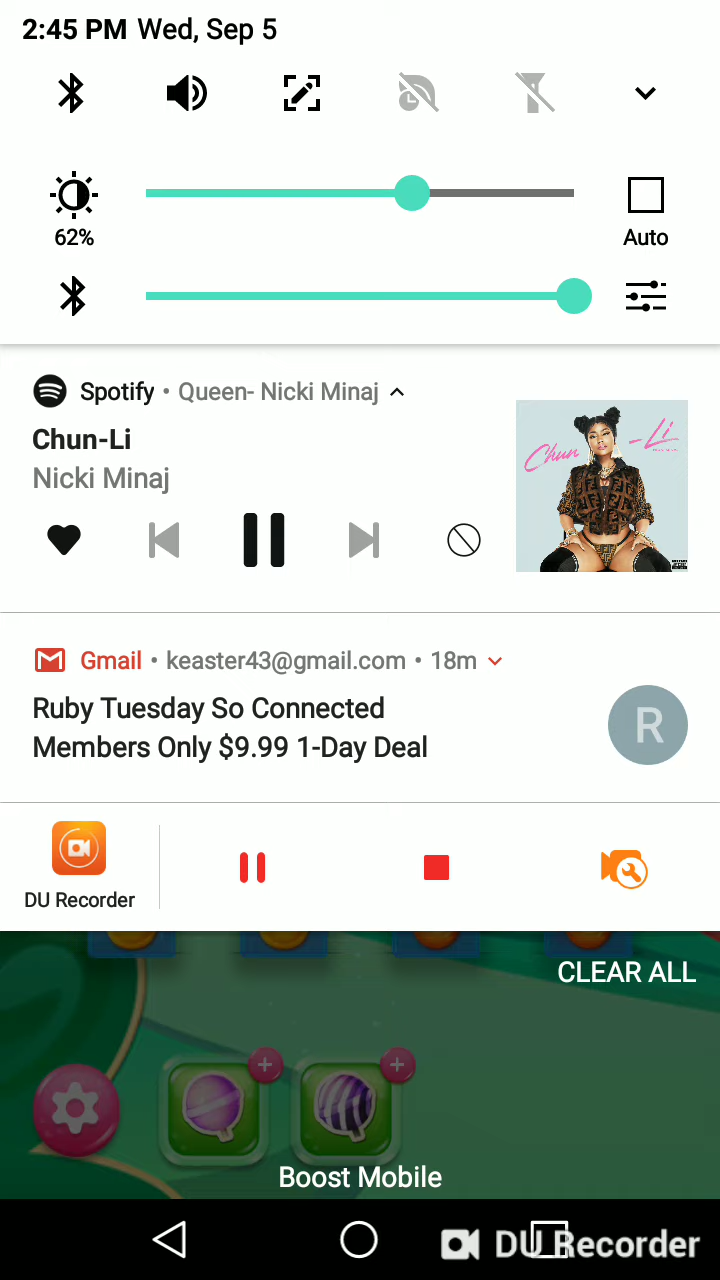 2:45 PM Wed, Sep 5
62%
Auto
Spotify • Queen- Nicki Minaj
Chun-Li
Nicki Minaj
Chun-Li
Gmail • keaster43@gmail.com • 18m
Ruby Tuesday So Connected
Members Only $9.99 1-Day Deal
R
DU Recorder
CLEAR ALL
Boost Mobile
DU Recorder